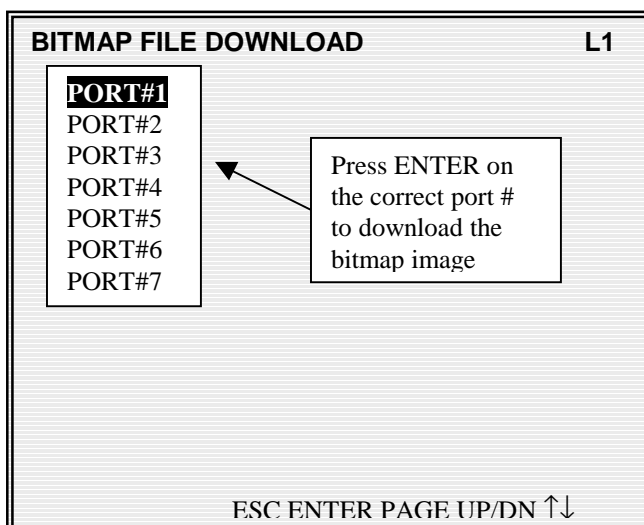 BITMAP FILE DOWNLOAD L1
PORT#1
PORT#2
PORT#3
PORT#4
PORT#5
PORT#6
PORT#7
Press ENTER on
the correct port #
to download the
bitmap image
ESC ENTER PAGE UP/DN ↑↓